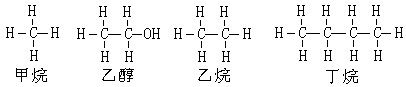 H H H H H H H H H
H-C-H H-C-C-OH H-C-C-H H-C-C-C-C-H
H H H H H H H H H
甲烷 乙醇 乙烷 丁烷